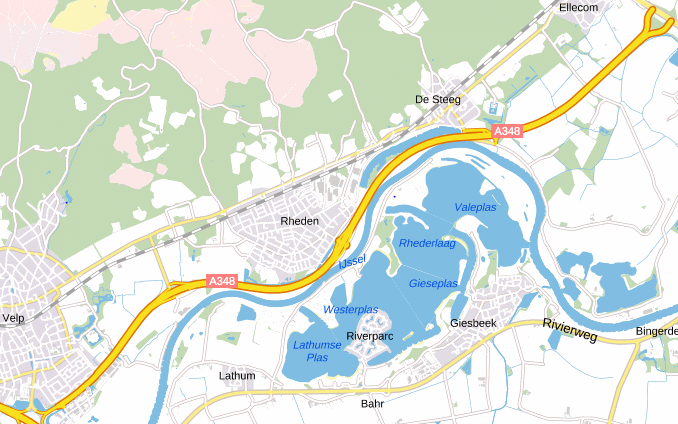 Ellecom
De Steeg
A348
Valeplas
Rheden
Rhederlaag
IJssel
A348
Gieseplas
Westerplas
Velp
Giesbeek
Rivierweg
Bingerde
Riverparc
Lathumse
Plas
Lathum
Bahr